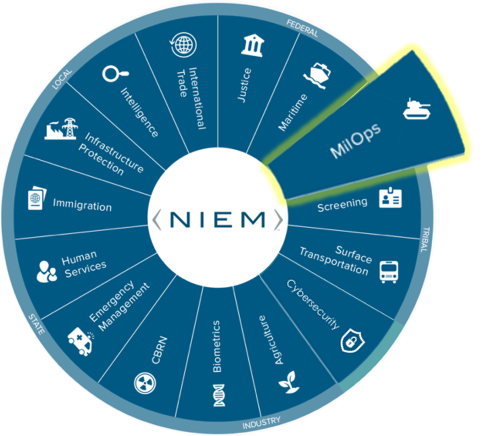 FEDERAL
Justice
Maritime
MilOps
Screening
TRIBAL
Surface
Transportation
Cybersecurity
Agriculture
INDUSTRY
Biometrics
CBRN
Emergency
Management
STATE
Human
Services
Immigration
Infrastructure
Protection
LOCAL
Intelligence
International
Trade
〈NIEM〉